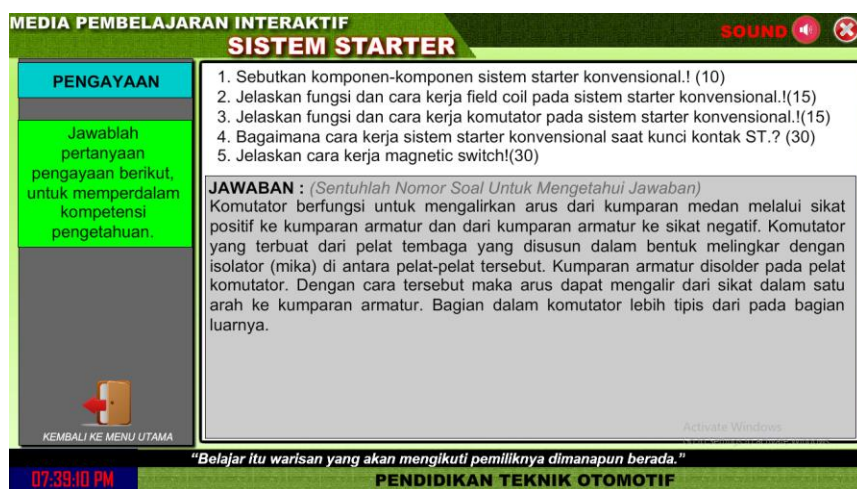 MEDIA PEMBELAJARAN INTERAKTIF
SISTEM STARTER
SOUND
PENGAYAAN
Jawablah
pertanyaan
pengayaan berikut,
untuk memperdalam
kompetensi
pengetahuan.
KEMBALI KE MENU UTAMA
1. Sebutkan komponen-komponen sistem starter konvensional.! (10)
2. Jelaskan fungsi dan cara kerja field coil pada sistem starter konvensional.!(15)
3. Jelaskan fungsi dan cara kerja komutator pada sistem starter konvensional.!(15)
4. Bagaimana cara kerja sistem starter konvensional saat kunci kontak ST.? (30)
5. Jelaskan cara kerja magnetic switch!(30)
JAWABAN : (Sentuhlah Nomor Soal Untuk Mengetahui Jawaban)
Komutator berfungsi untuk mengalirkan arus dari kumparan medan melalui sikat
positif ke kumparan armatur dan dari kumparan armatur ke sikat negatif. Komutator
yang terbuat dari pelat tembaga yang disusun dalam bentuk melingkar dengan
isolator (mika) di antara pelat-pelat tersebut. Kumparan armatur disolder pada pelat
komutator. Dengan cara tersebut maka arus dapat mengalir dari sikat dalam satu
arah ke kumparan armatur. Bagian dalam komutator lebih tipis dari pada bagian
luarnya.
Activate Windows
“Belajar itu warisan yang akan mengikuti pemiliknya dimanapun berada.”
07:39:10 PM
PENDIDIKAN TEKNIK OTOMOTIF